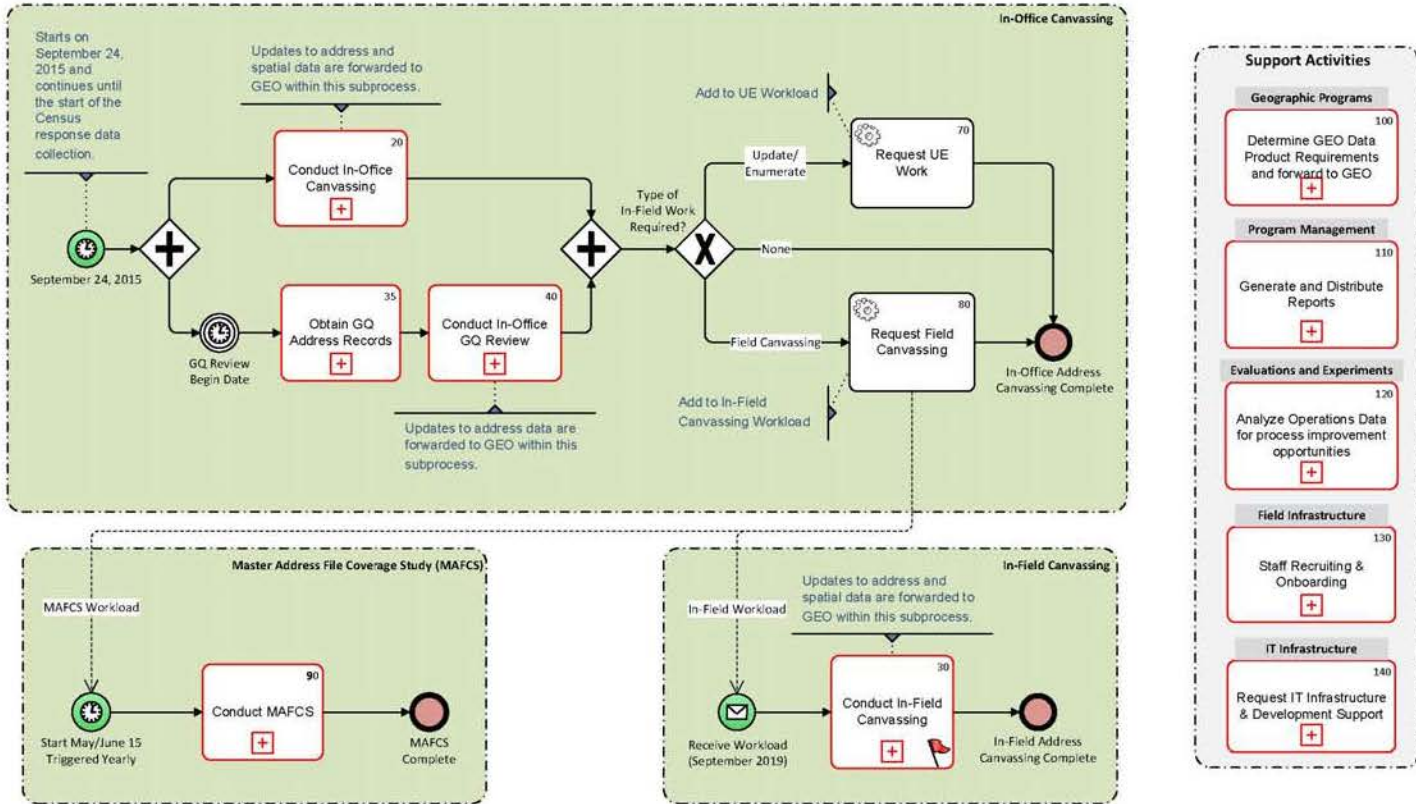 In-Office Canvassing
Starts on
September 24,
2015 and
continues until
the start of the
Census
response data
collection.
September 24, 2015
Updates to address and
spatial data are forwarded to
GEO within this subprocess.
20
Conduct In-Office
Canvassing
GQ Review
Begin Date
35
Obtain GQ
Address Records
40
Conduct In-Office
GQ Review
Updates to address data are
forwarded to GEO within this
subprocess.
Type of
In-Field Work
Required?
X
Update/
Enumerate
None
Field Canvassing
Add to UE Workload
70
Request UE
Work
80
Request Field
Canvassing
Add to In-Field
Canvassing Workload
In-Office Address
Canvassing Complete
Master Address File Coverage Study (MAFCS)
MAFCS Workload
Start May/June 15
Triggered Yearly
90
Conduct MAFCS
MAFCS
Complete
In-Field Canvassing
In-Field Workload
Receive Workload
(September 2019)
Updates to address and
spatial data are forwarded to
GEO within this subprocess.
30
Conduct In-Field
Canvassing
In-Field Address
Canvassing Complete
Support Activities
Geographic Programs
100
Determine GEO Data
Product Requirements
and forward to GEO
Program Management
110
Generate and Distribute
Reports
Evaluations and Experiments
120
Analyze Operations Data
for process improvement
opportunities
Field Infrastructure
130
Staff Recruiting &
Onboarding
IT Infrastructure
140
Request IT Infrastructure
& Development Support